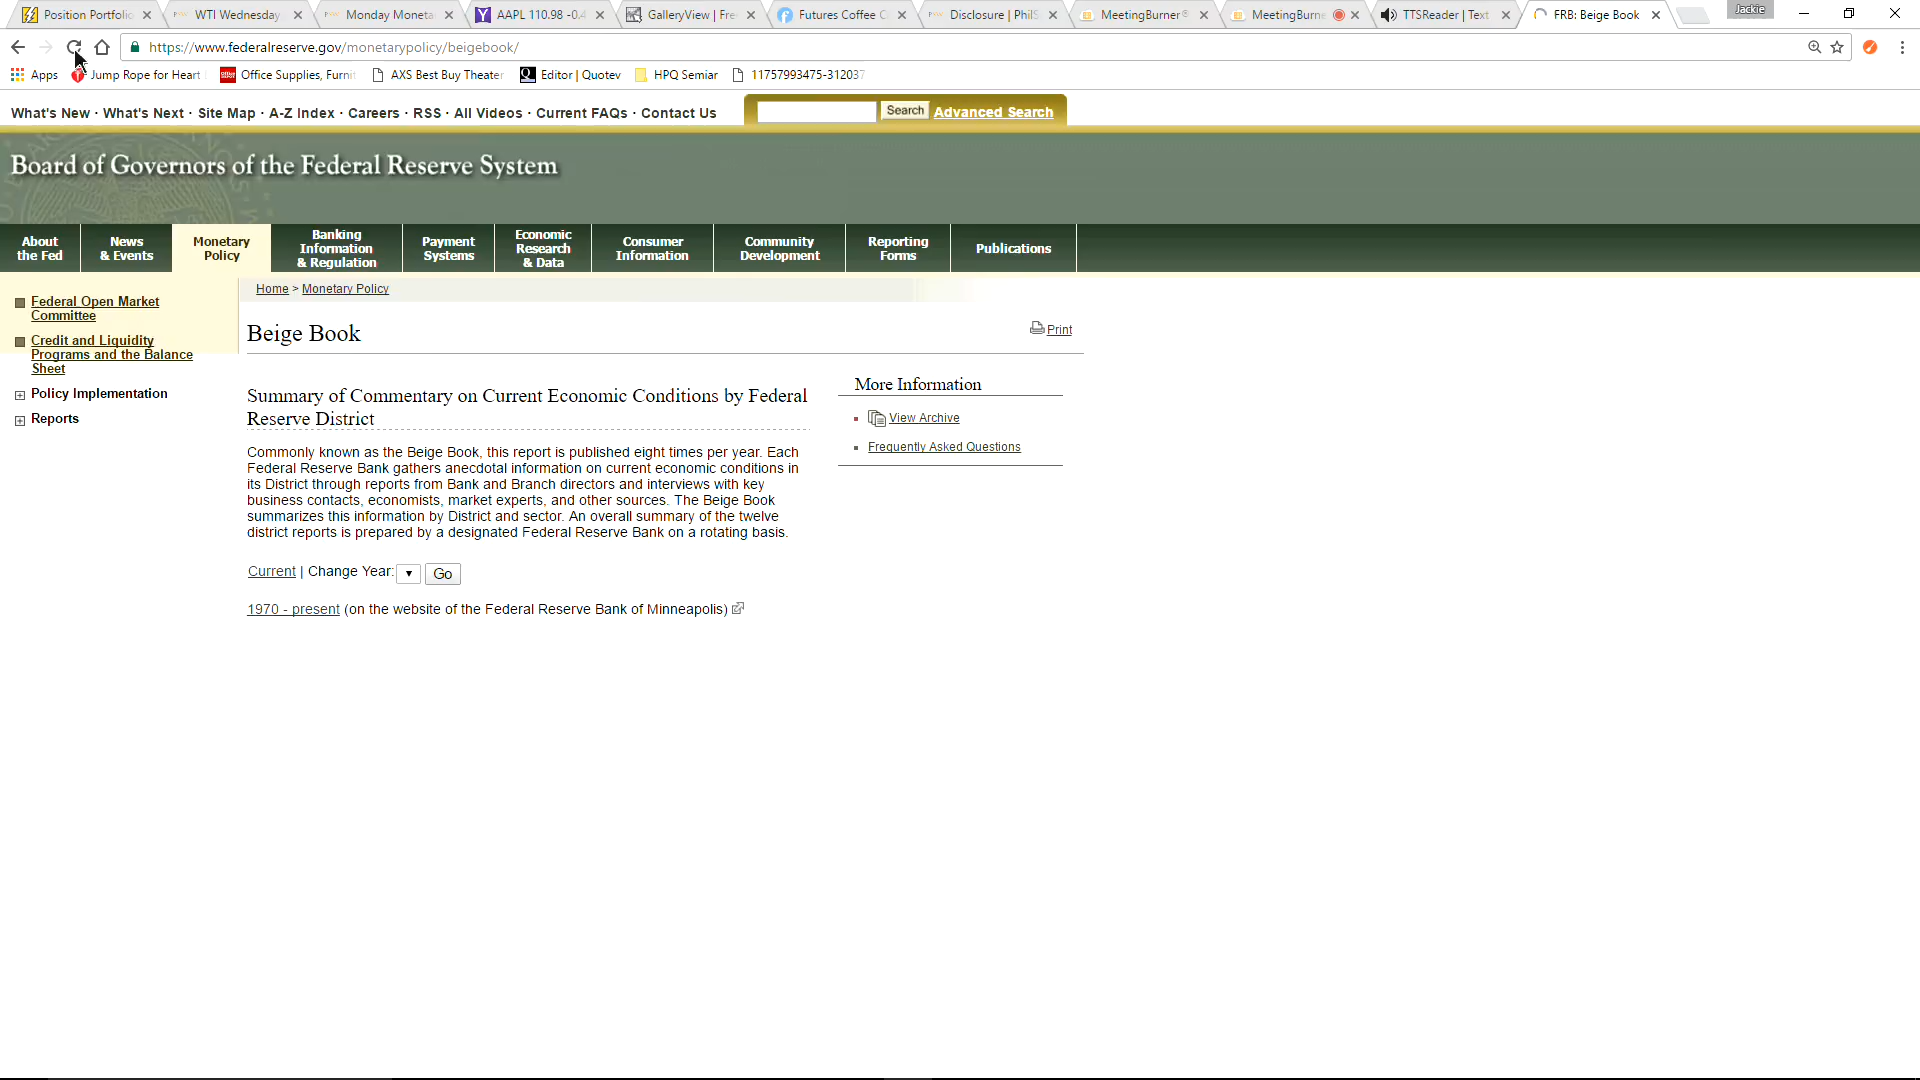 Position Portfolio
WTI Wednesday
Monday Moneta
AAPL 110.98 -0.4
GalleryView | Fre
Futures Coffee C
Disclosure | PhilS
MeetingBurner®
MeetingBurne
TTSReader | Text
FRB: Beige Book
Jackie
https://www.federalreserve.gov/monetarypolicy/beigebook/
Apps
Jump Rope for Heart
Office Supplies, Furnit
AXS Best Buy Theater
Editor | Quotev
HPQ Semiar
11757993475-312037
What's New · What's Next · Site Map · A-Z Index · Careers · RSS · All Videos · Current FAQs · Contact Us
Search
Advanced Search
Board of Governors of the Federal Reserve System
About
the Fed
News
& Events
Monetary
Policy
Banking
Information
& Regulation
Payment
Systems
Economic
Research
& Data
Consumer
Information
Community
Development
Reporting
Forms
Publications
Federal Open Market
Committee
Credit and Liquidity
Programs and the Balance
Sheet
Policy Implementation
Reports
Home > Monetary Policy
Beige Book
Print
Summary of Commentary on Current Economic Conditions by Federal
Reserve District
Commonly known as the Beige Book, this report is published eight times per year. Each
Federal Reserve Bank gathers anecdotal information on current economic conditions in
its District through reports from Bank and Branch directors and interviews with key
business contacts, economists, market experts, and other sources. The Beige Book
summarizes this information by District and sector. An overall summary of the twelve
district reports is prepared by a designated Federal Reserve Bank on a rotating basis.
Current | Change Year:
Go
1970 - present (on the website of the Federal Reserve Bank of Minneapolis)
More Information
View Archive
Frequently Asked Questions